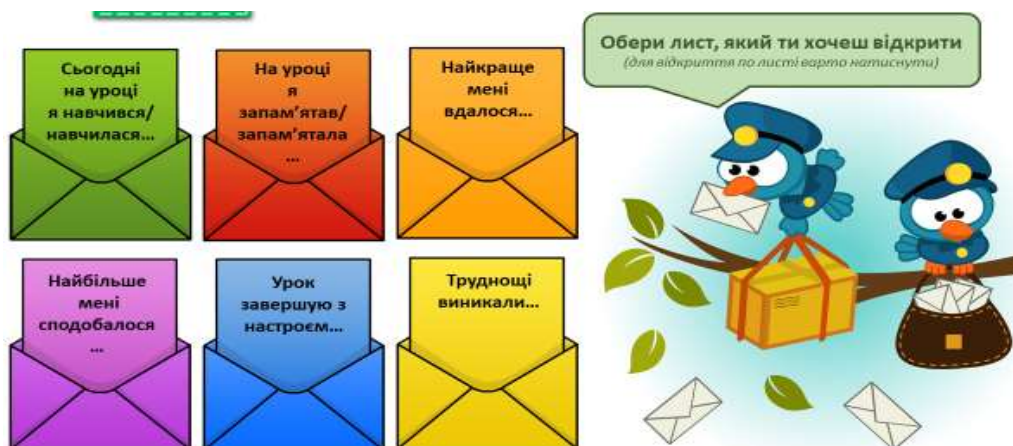 Сьогодні
на уроці
я навчився/
навчилася...
На уроці
я
запам'ятав/
запам'ятала
...
Найкраще
мені
вдалося...
Обери лист, який ти хочеш відкрити
(для відкриття по листі варто натиснути)
Найбільше
мені
сподобалося
...
Урок
завершую з
настроєм...
Труднощі
виникали...